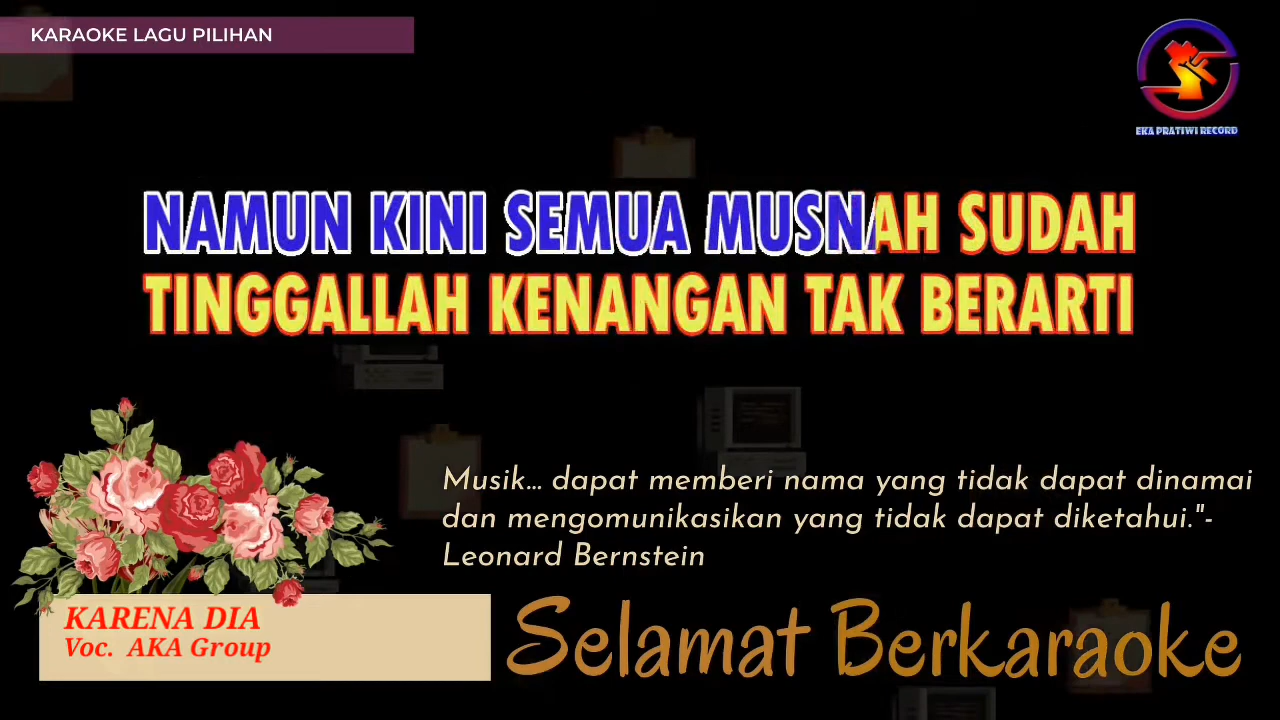 KARAOKE LAGU PILIHAN
EKA PRATIWI RECORD
NAMUN KINI SEMUA MUSNAH SUDAH
TINGGALLAH KENANGAN TAK BERARTI
Musik... dapat memberi nama yang tidak dapat dinamai
dan mengomunikasikan yang tidak dapat diketahui."-
Leonard Bernstein
KARENA DIA
Voc. AKA Group
Selamat Berkaraoke